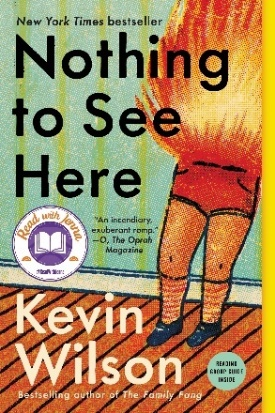 New York Times bestseller
Nothing
to See
Here
Read with Jenna
"An incendiary,
exuberant romp."
—O, The Oprah
Magazine
Kevin
Wilson
READING
GROUP GUIDE
INSIDE
Bestselling author of The Family Fang